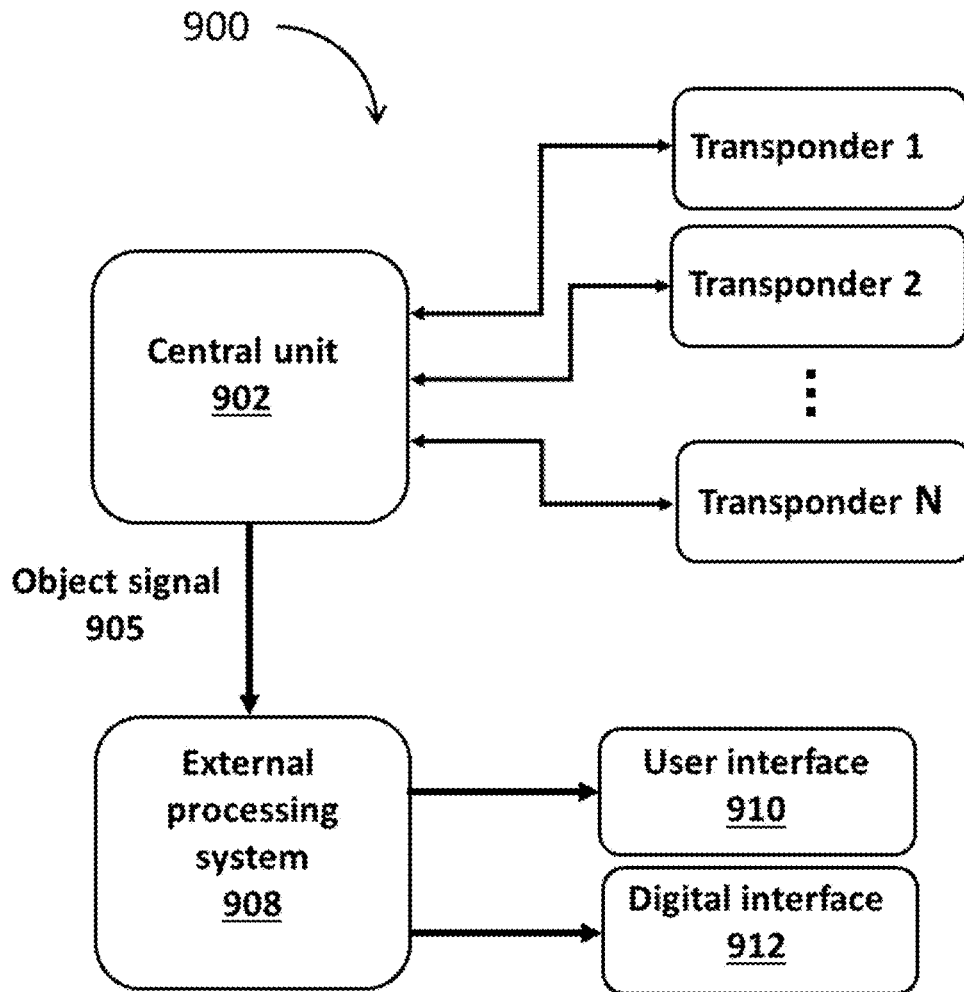 900
Transponder 1
Transponder 2
Central unit
902
Transponder N
Object signal
905
External
processing
system
908
User interface
910
Digital interface
912